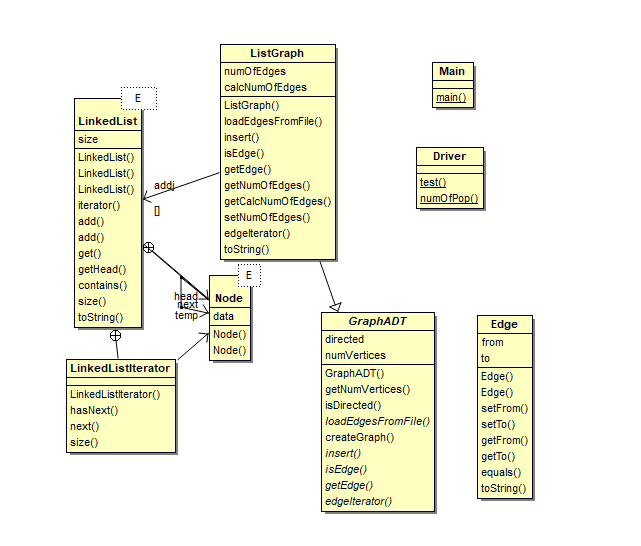 ListGraph
numOfEdges
calcNumOfEdges
ListGraph()
loadEdgesFromFile()
insert()
isEdge()
getEdge()
getNumOfEdges()
getCalcNumOfEdges()
setNumOfEdges()
edgeIterator()
toString()
Main
main()
E
LinkedList
size
LinkedList()
LinkedList()
LinkedList()
iterator()
add()
add()
get()
getHead()
contains()
size()
toString()
addj
[]
Driver
test()
numOfPop()
E
Node
data
Node()
Node()
head
next
temp
LinkedListIterator
LinkedListIterator()
hasNext()
next()
size()
GraphADT
directed
numVertices
GraphADT()
getNumVertices()
isDirected()
loadEdgesFromFile()
createGraph()
insert()
isEdge()
getEdge()
edgeIterator()
Edge
from
to
Edge()
Edge()
setFrom()
setTo()
getFrom()
getTo()
equals()
toString()